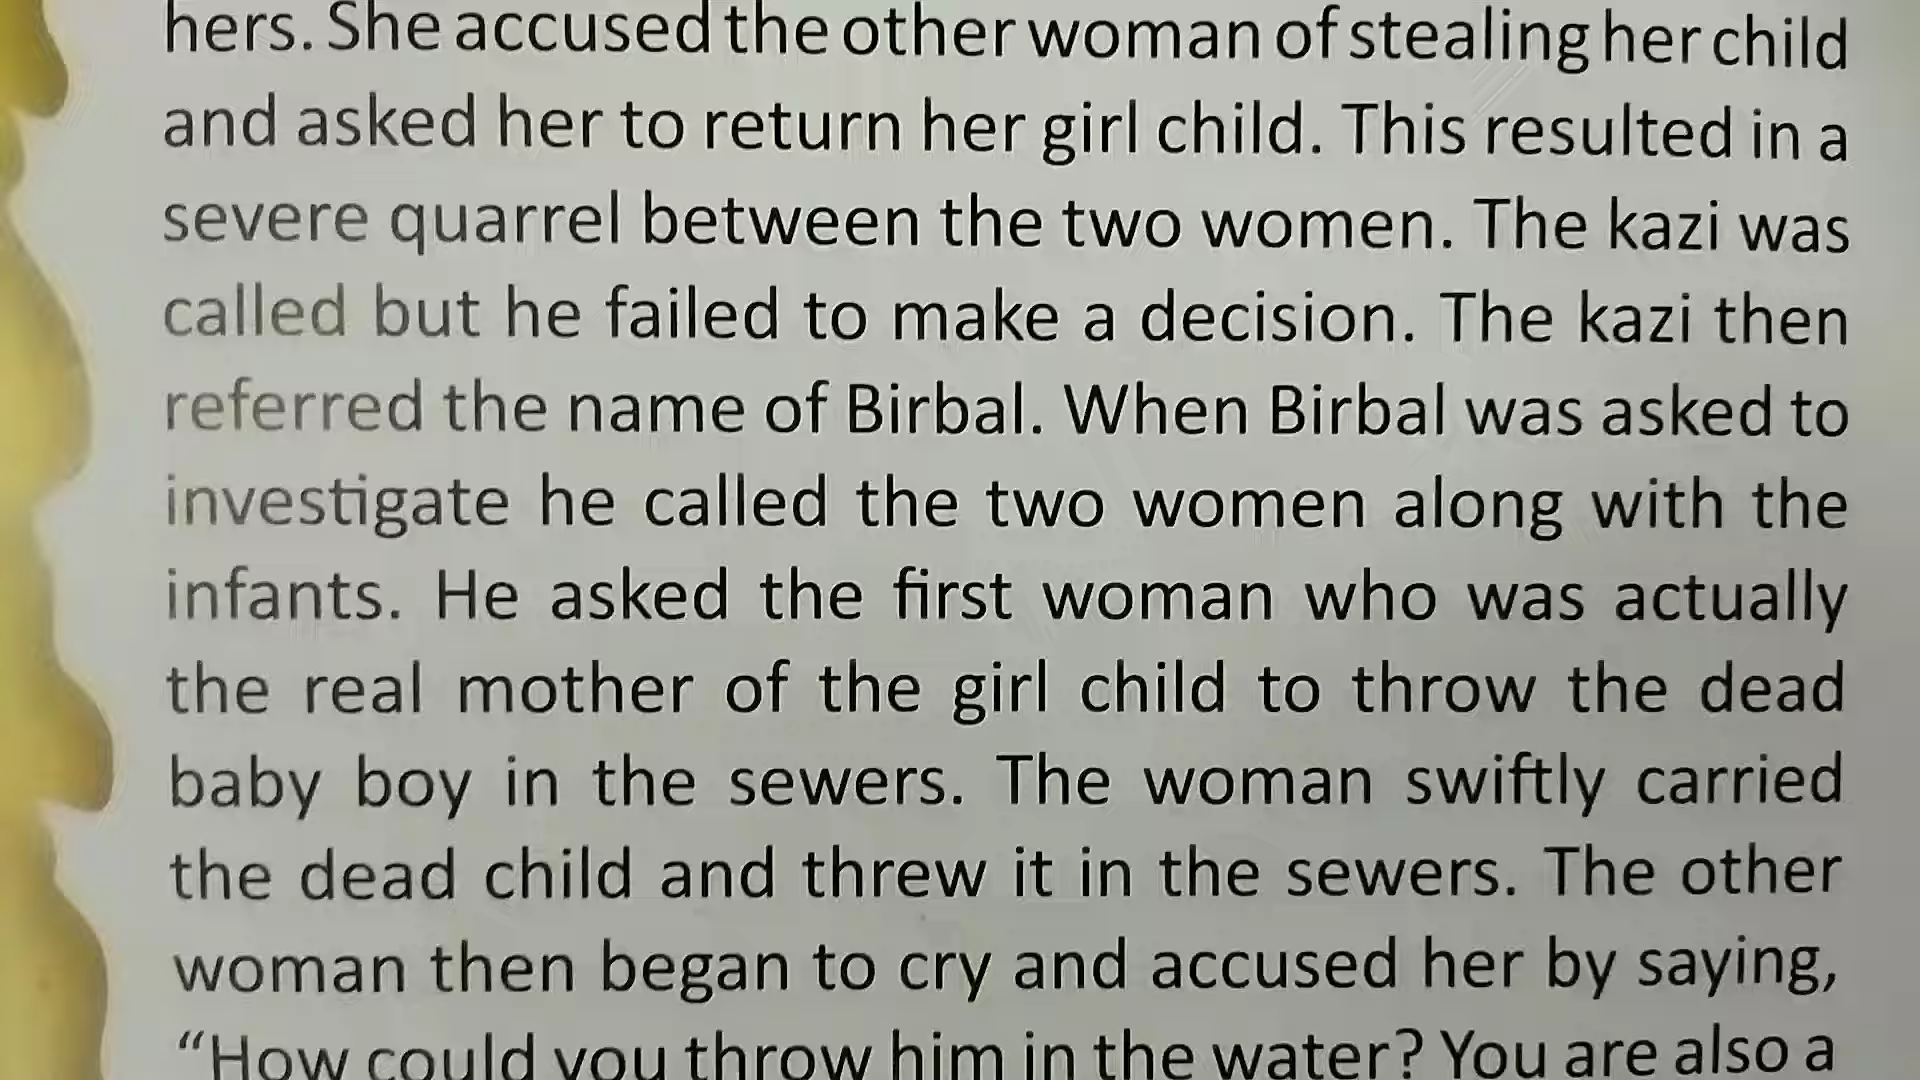 hers. She accused the other woman of stealing her child
and asked her to return her girl child. This resulted in a
severe quarrel between the two women. The kazi was
called but he failed to make a decision. The kazi then
referred the name of Birbal. When Birbal was asked to
investigate he called the two women along with the
infants. He asked the first woman who was actually
the real mother of the girl child to throw the dead
baby boy in the sewers. The woman swiftly carried
the dead child and threw it in the sewers. The other
woman then began to cry and accused her by saying,
“How could you throw him in the water? You are also a